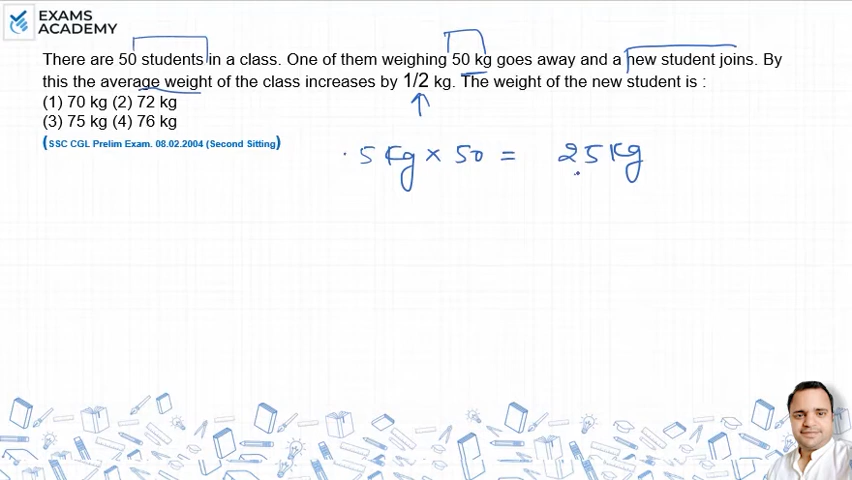 EXAMS
ACADEMY
There are 50 students in a class. One of them weighing 50 kg goes away and a new student joins. By
this the average weight of the class increases by 1/2 kg. The weight of the new student is :
(1) 70 kg (2) 72 kg
(3) 75 kg (4) 76 kg
(SSC CGL Prelim Exam. 08.02.2004 (Second Sitting)
.5 Kg × 50 = 25 Kg